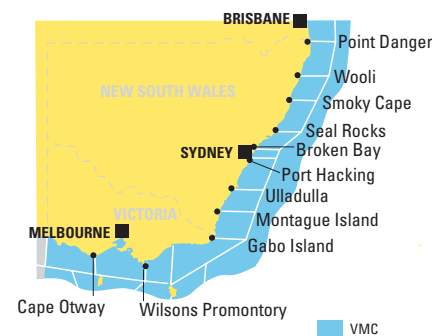 BRISBANE
Point Danger
Wooli
NEW SOUTH WALES
Smoky Cape
Seal Rocks
SYDNEY
Broken Bay
Port Hacking
Ulladulla
VICTORIA
Montague Island
MELBOURNE
Gabo Island
Cape Otway
Wilsons Promontory
VMC